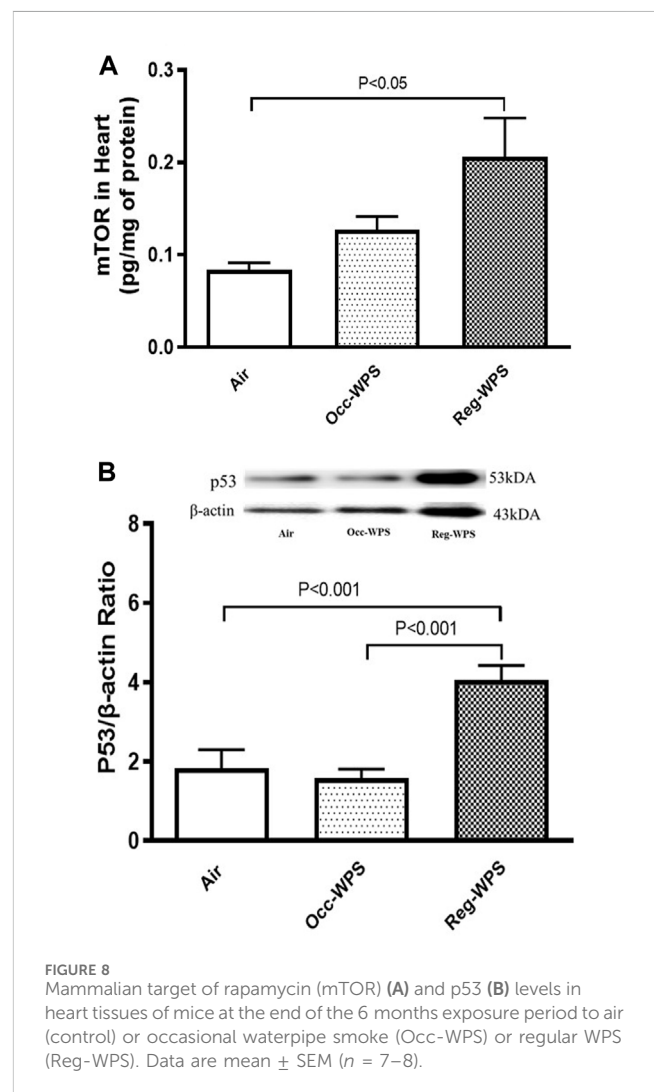 A
mTOR in Heart
(pg/mg of protein)
0.3
0.2
0.1
0.0
P<0.05
Air
Occ-WPS
Reg-WPS
B
p53
53kDA
β-actin
43kDA
Air
Occ-WPS
Reg-WPS
P53/β-actin Ratio
8
6
4
2
0
P<0.001
P<0.001
Air
Occ-WPS
Reg-WPS
FIGURE 8
Mammalian target of rapamycin (mTOR) (A) and p53 (B) levels in
heart tissues of mice at the end of the 6 months exposure period to air
(control) or occasional waterpipe smoke (Occ-WPS) or regular WPS
(Reg-WPS). Data are mean ± SEM (n = 7–8).